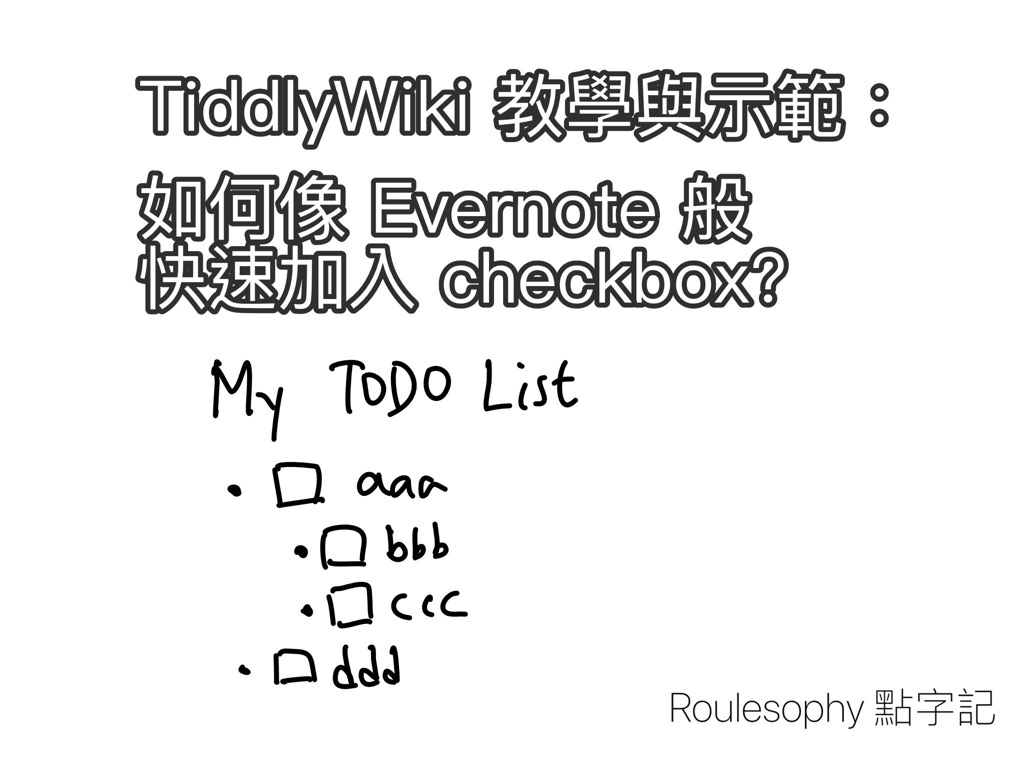 TiddlyWiki 教學與示範：
如何像 Evernote 般
快速加入 checkbox?
My TODO List
• □ aaa
• □ bbb
• □ ccc
• □ ddd
Roulesophy 點字記